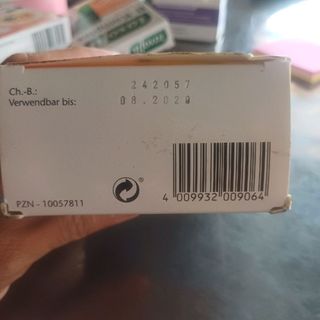 Ch.-B.: 242057
Verwendbar bis: 08.2020
PZN - 10057811
®
4 009932 009064